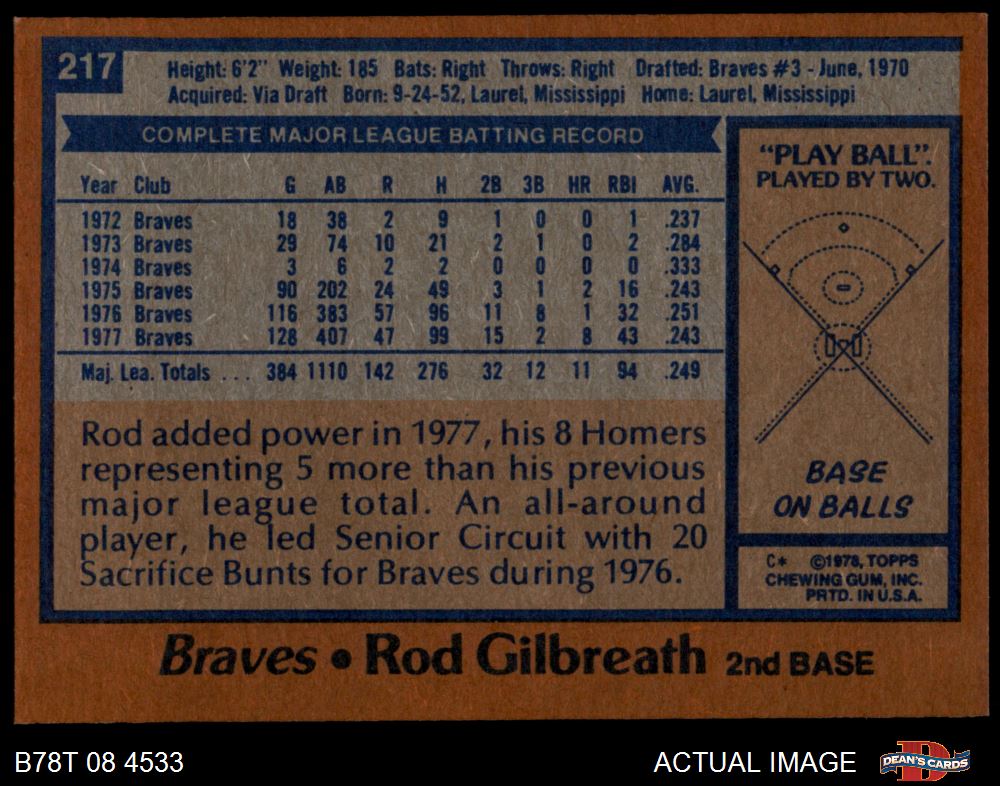 217
Height: 6'2" Weight: 185 Bats: Right Throws: Right Drafted: Braves #3 - June, 1970
Acquired: Via Draft Born: 9-24-52, Laurel, Mississippi Home: Laurel, Mississippi
COMPLETE MAJOR LEAGUE BATTING RECORD
Year Club G AB R H 2B 3B HR RBI AVG.
1972 Braves 18 38 2 9 1 0 0 1 .237
1973 Braves 29 74 10 21 2 1 0 2 .284
1974 Braves 3 6 2 2 0 0 0 0 .333
1975 Braves 90 202 24 49 3 1 2 16 .243
1976 Braves 116 383 57 96 11 8 1 32 .251
1977 Braves 128 407 47 99 15 2 8 43 .243
Maj. Lea. Totals ... 384 1110 142 276 32 12 11 94 .249
Rod added power in 1977, his 8 Homers
representing 5 more than his previous
major league total. An all-around
player, he led Senior Circuit with 20
Sacrifice Bunts for Braves during 1976.
"PLAY BALL".
PLAYED BY TWO.
BASE
ON BALLS
C* ©1978, TOPPS
CHEWING GUM, INC.
PRTD. IN U.S.A.
Braves • Rod Gilbreath 2nd BASE
B78T 08 4533
ACTUAL IMAGE
DEAN'S CARDS